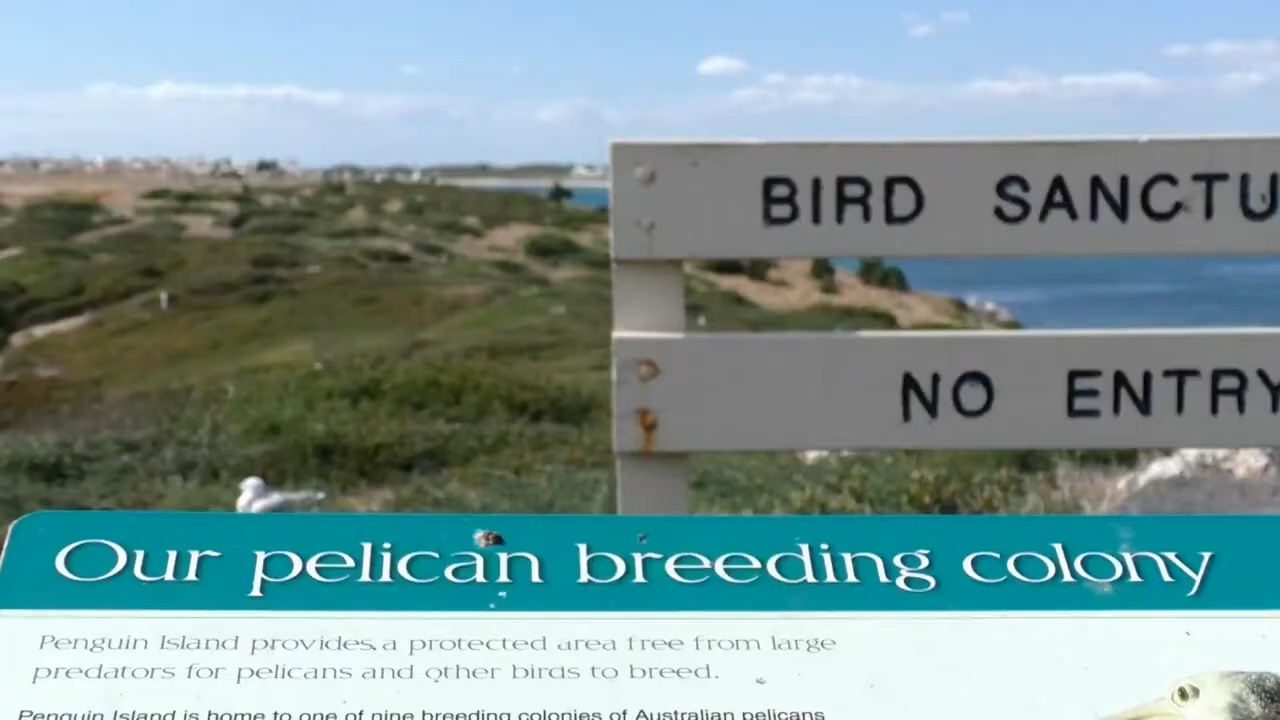 BIRD SANCTU
NO ENTRY
Our pelican breeding colony
Penguin Island provides a protected area free from large
predators for pelicans and other birds to breed.
Penguin Island is home to one of nine breeding colonies of Australian pelicans